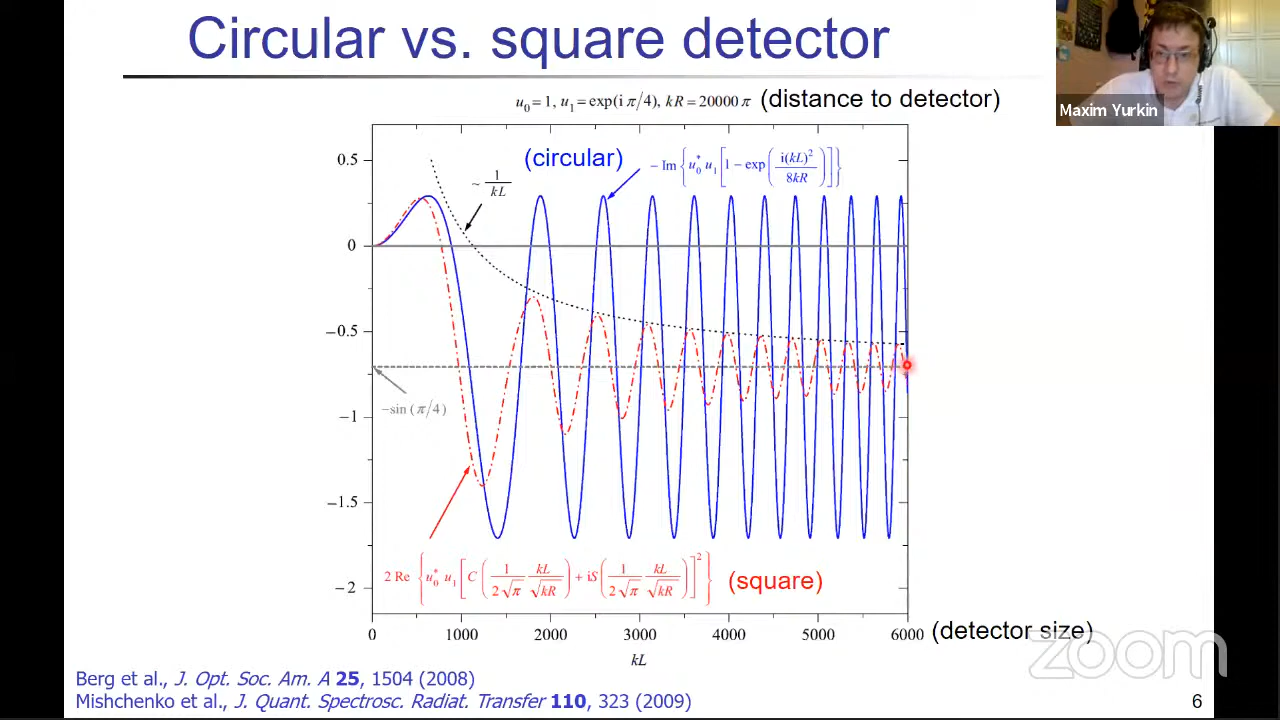 Circular vs. square detector
u₀ = 1, u₁ = exp(i π/4), kR = 20000π (distance to detector)
Maxim Yurkin
(circular)
− Im { u₀* u₁ [ 1 − exp ( i(kL)² / 8kR ) ] }
~ 1/kL
0.5
0
−0.5
−1
−1.5
−2
−sin (π/4)
2 Re { u₀* u₁ [ C ( 1/(2√π) kL/√kR ) + iS ( 1/(2√π) kL/√kR ) ]² }
(square)
0 1000 2000 3000 4000 5000 6000
(detector size)
kL
zoom
Berg et al., J. Opt. Soc. Am. A 25, 1504 (2008)
Mishchenko et al., J. Quant. Spectrosc. Radiat. Transfer 110, 323 (2009)
6